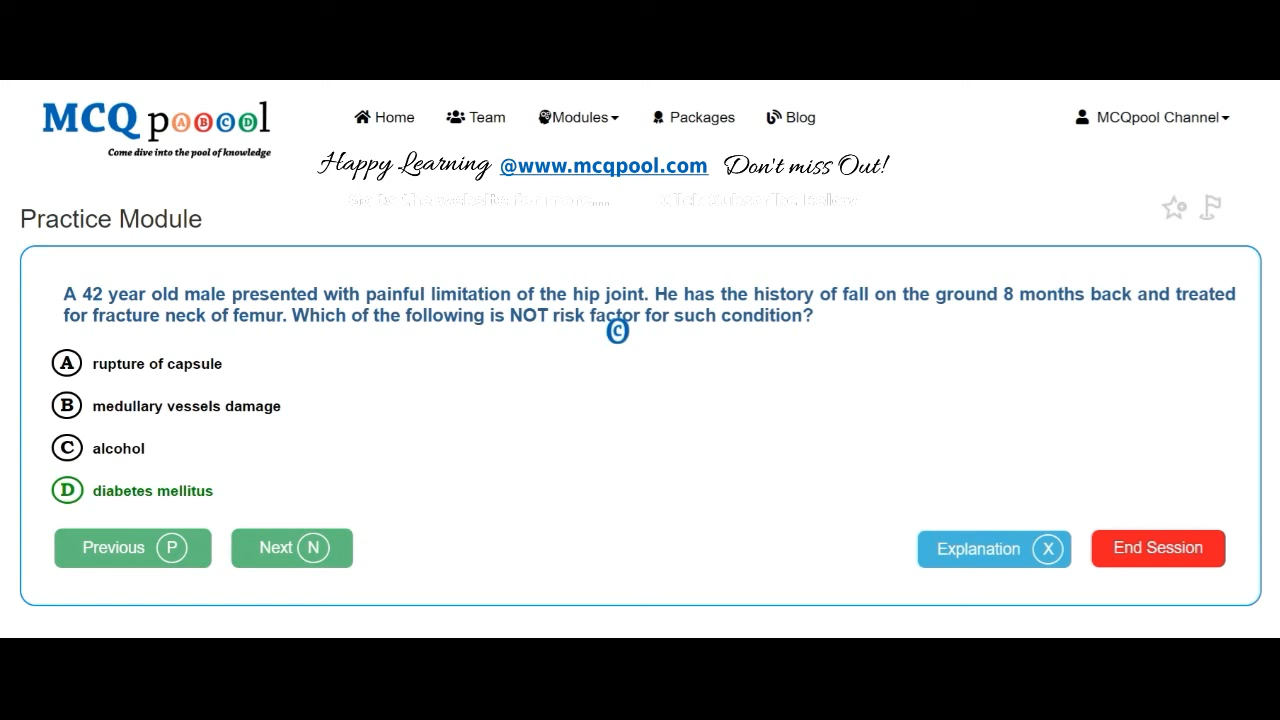 MCQ pooool
Come dive into the pool of knowledge
Home Team Modules Packages Blog MCQpool Channel
Happy Learning @www.mcqpool.com Don't miss Out!
Practice Module
A 42 year old male presented with painful limitation of the hip joint. He has the history of fall on the ground 8 months back and treated
for fracture neck of femur. Which of the following is NOT risk factor for such condition?
C
A rupture of capsule
B medullary vessels damage
C alcohol
D diabetes mellitus
Previous P Next N Explanation X End Session